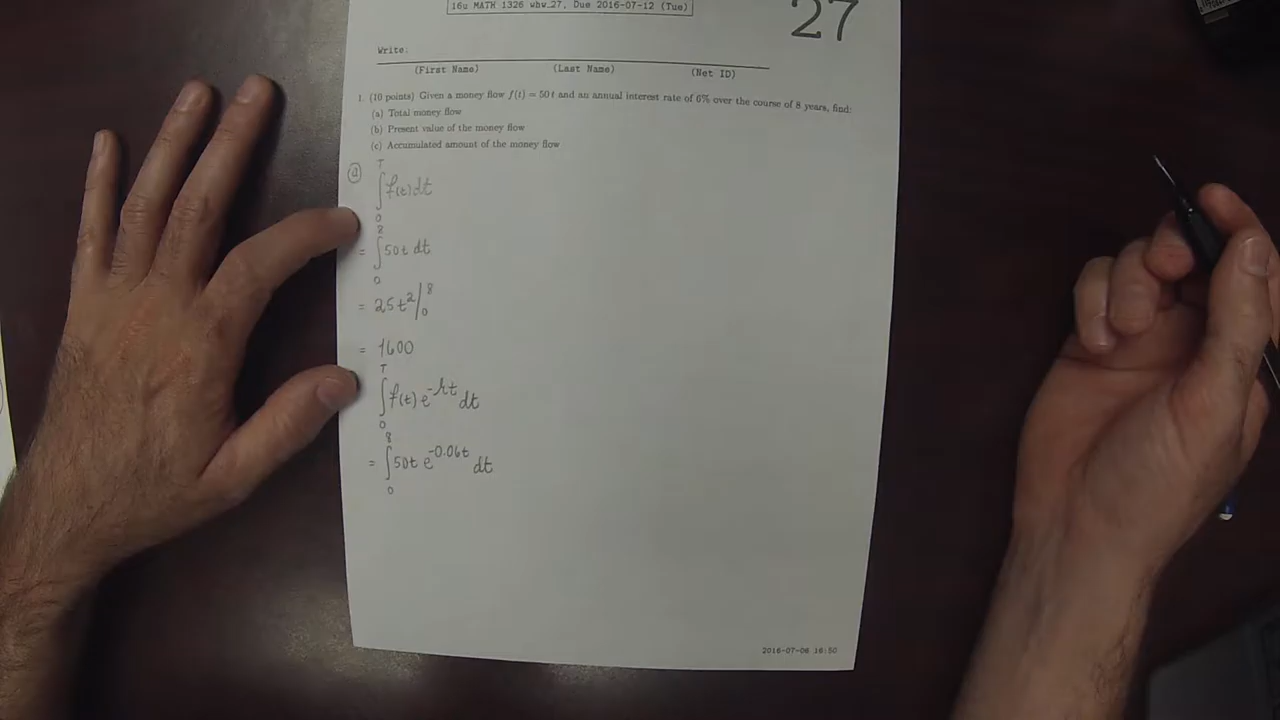 16u MATH 1326 whw_27, Due 2016-07-12 (Tue)
27
Write:
(First Name) (Last Name) (Net ID)
1. (10 points) Given a money flow f(t) = 50 t and an annual interest rate of 6% over the course of 8 years, find:
(a) Total money flow
(b) Present value of the money flow
(c) Accumulated amount of the money flow
ⓐ ∫₀ᵀ f(t) dt
= ∫₀⁸ 50t dt
= 25t²|₀⁸
= 1600
∫₀ᵀ f(t) e^{-rt} dt
= ∫₀⁸ 50t e^{-0.06t} dt
2016-07-06 16:50